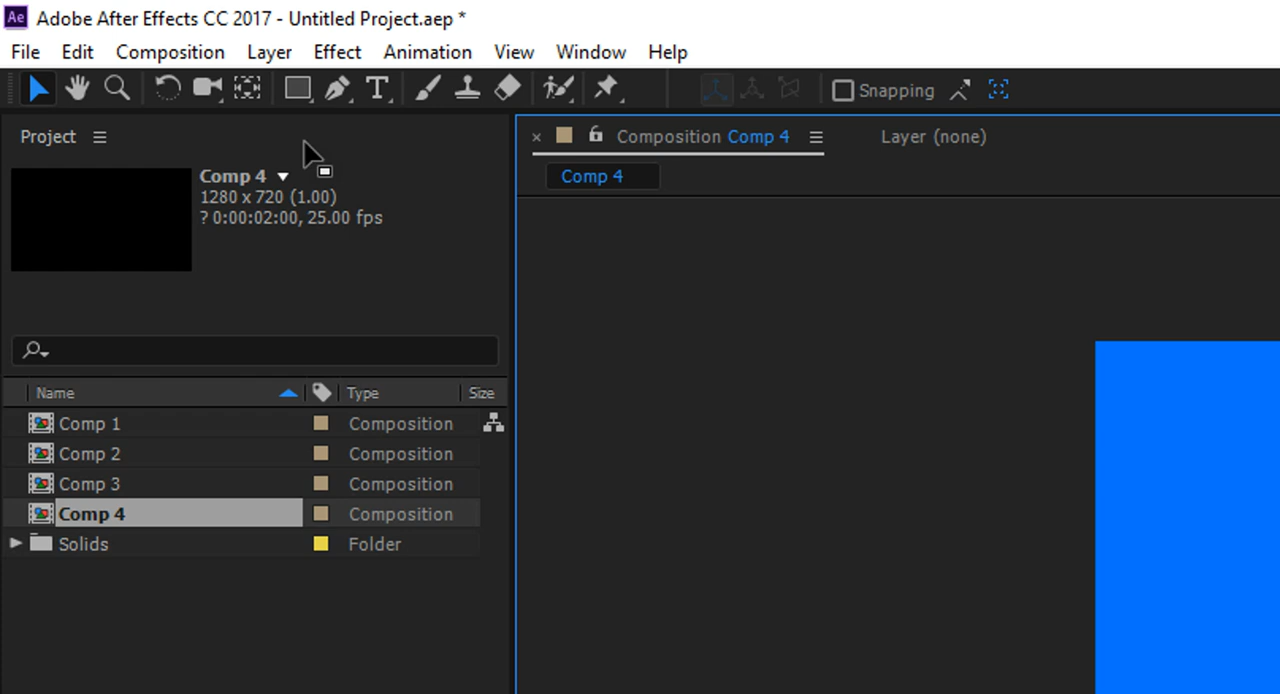 Ae Adobe After Effects CC 2017 - Untitled Project.aep *
File Edit Composition Layer Effect Animation View Window Help
T Snapping
Project
× Composition Comp 4 Layer (none)
Comp 4
Comp 4
1280 x 720 (1.00)
? 0:00:02:00, 25.00 fps
Name Type Size
Comp 1 Composition
Comp 2 Composition
Comp 3 Composition
Comp 4 Composition
Solids Folder